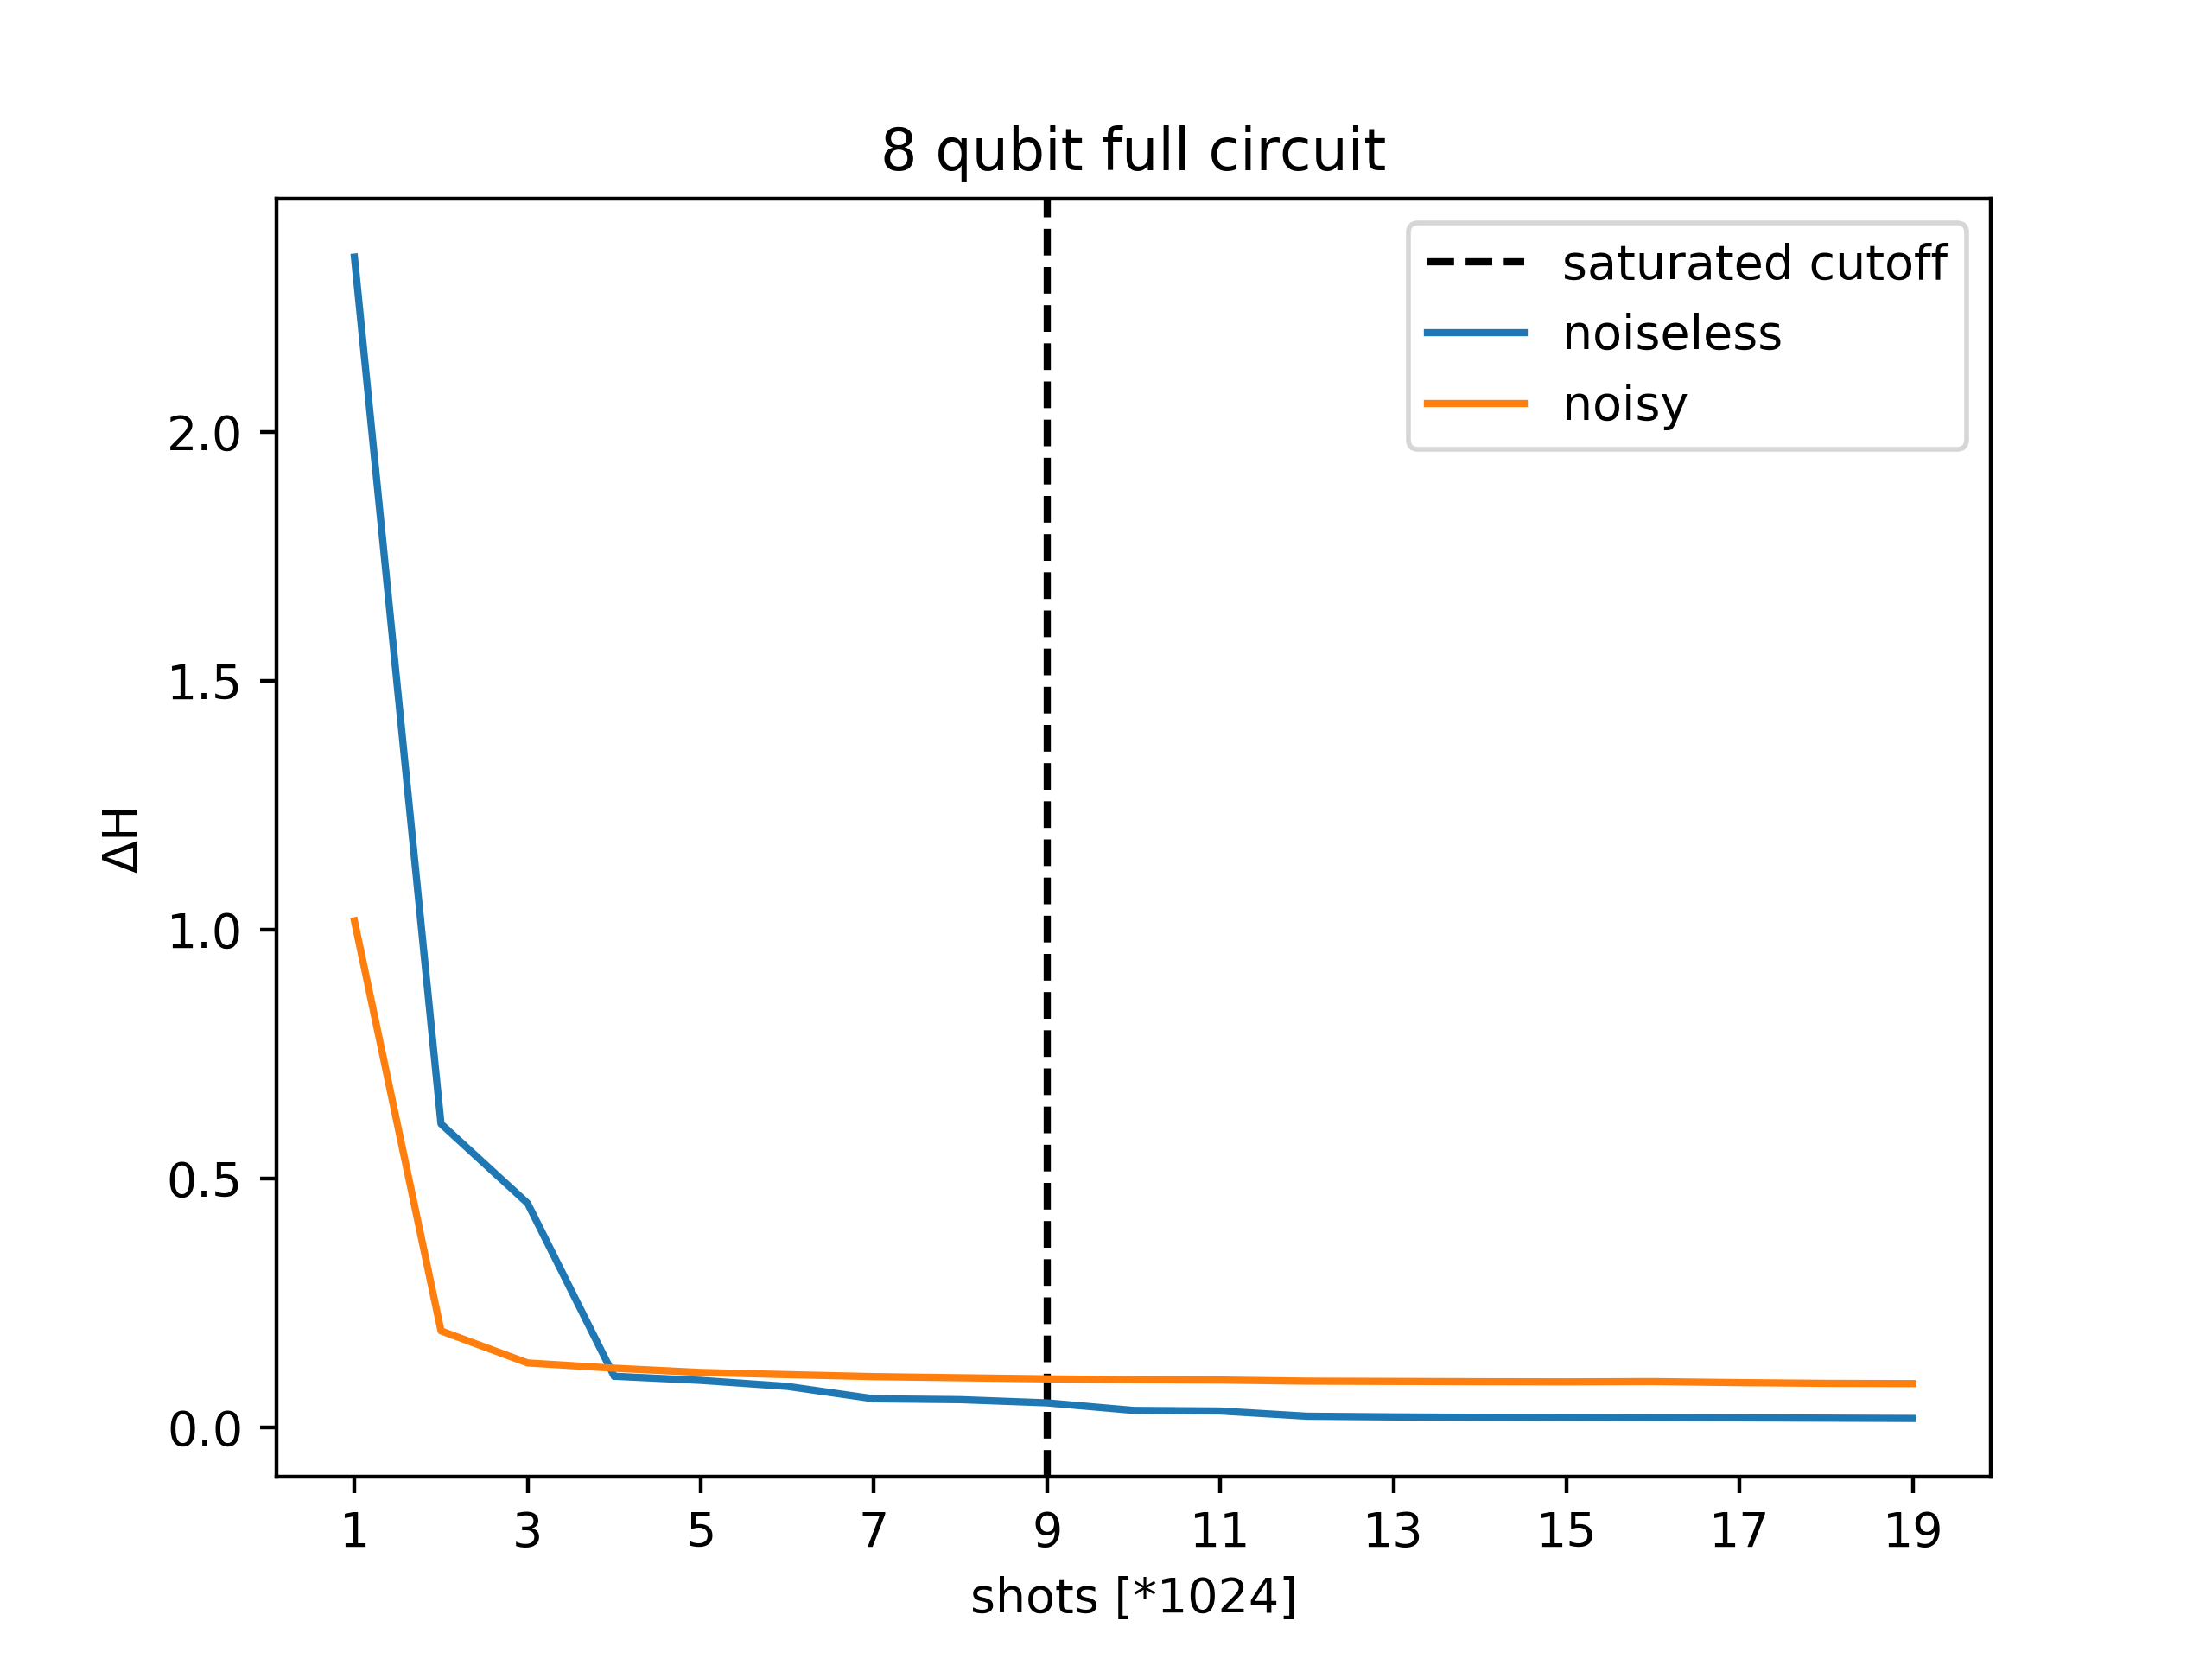 8 qubit full circuit
saturated cutoff
noiseless
noisy
2.0
1.5
1.0
0.5
0.0
ΔH
1 3 5 7 9 11 13 15 17 19
shots [*1024]